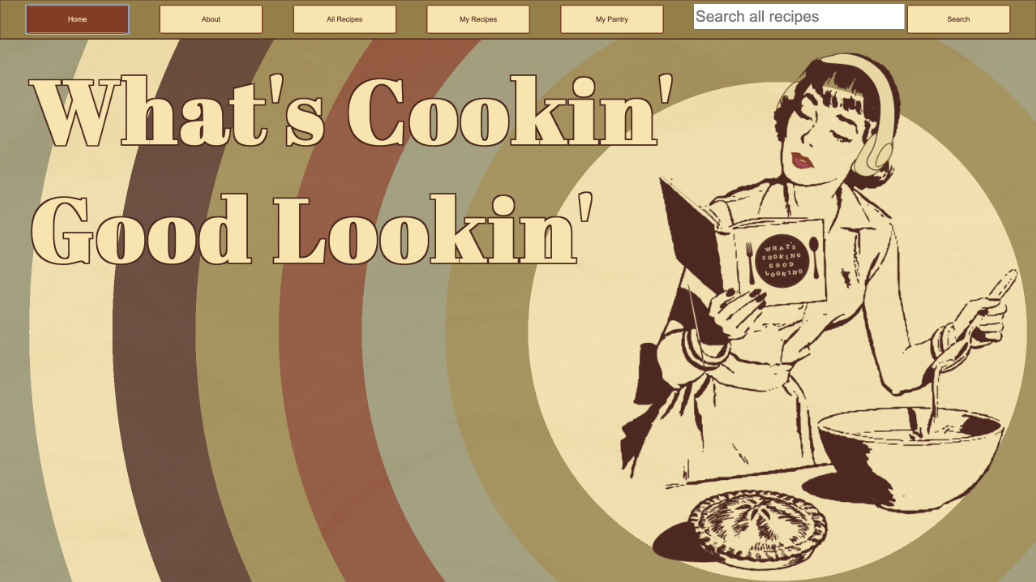 Home
About
All Recipes
My Recipes
My Pantry
Search all recipes
Search
What's Cookin'
Good Lookin'
WHAT'S
COOKING
GOOD
LOOKING